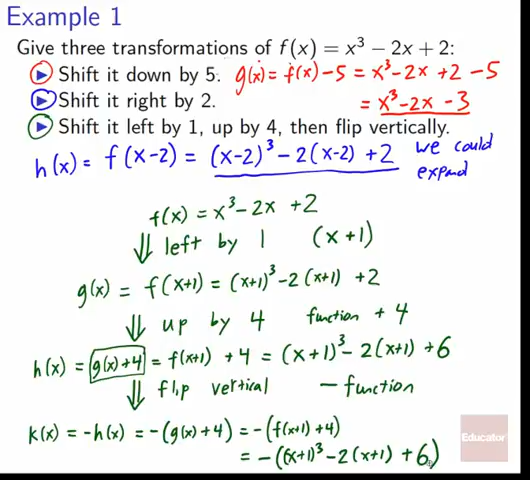 Example 1
Give three transformations of f(x) = x³ − 2x + 2:
Shift it down by 5. g(x) = f(x) − 5 = x³ − 2x + 2 − 5
Shift it right by 2. = x³ − 2x − 3
Shift it left by 1, up by 4, then flip vertically.
h(x) = f(x−2) = (x−2)³ − 2(x−2) + 2 we could
expand
f(x) = x³ − 2x + 2
⇓ left by 1 (x+1)
g(x) = f(x+1) = (x+1)³ − 2(x+1) + 2
⇓ up by 4 function + 4
h(x) = g(x)+4 = f(x+1) + 4 = (x+1)³ − 2(x+1) + 6
⇓ flip vertical − function
k(x) = −h(x) = −(g(x)+4) = −(f(x+1)+4)
= −((x+1)³ − 2(x+1) + 6)
Educator